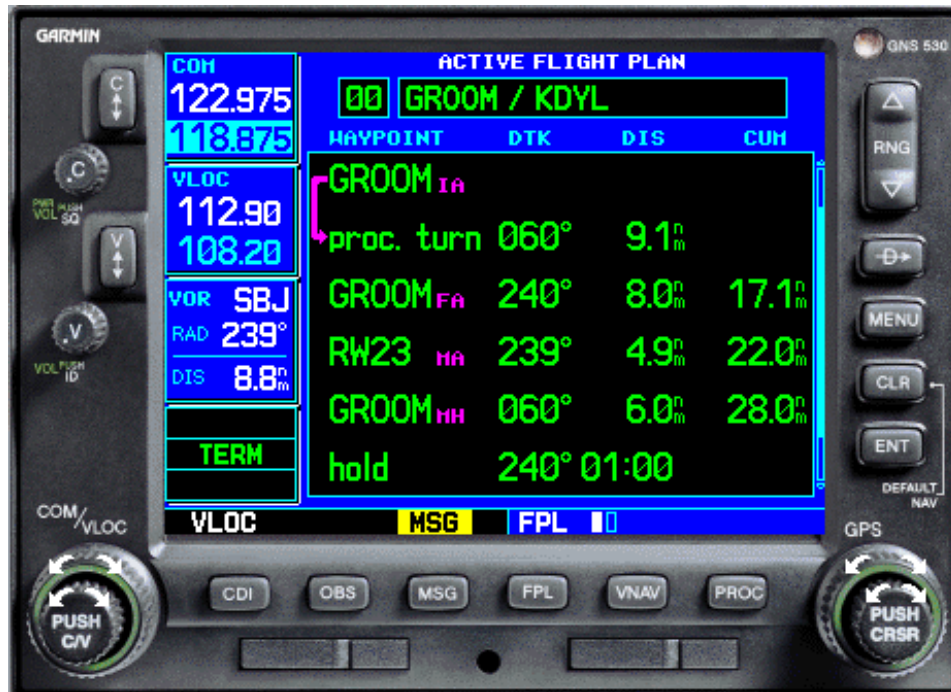 GARMIN
GNS 530
COM
122.975
118.875
VLOC
112.90
108.20
VOR SBJ
RAD 239°
DIS 8.8nm
TERM
VLOC
MSG
FPL
ACTIVE FLIGHT PLAN
00 GROOM / KDYL
WAYPOINT DTK DIS CUM
GROOM IA
proc. turn 060° 9.1nm
GROOM FA 240° 8.0nm 17.1nm
RW23 MA 239° 4.9nm 22.0nm
GROOM MH 060° 6.0nm 28.0nm
hold 240° 01:00
C
C
PWR VOL PUSH SQ
V
V
VOL PUSH ID
COM/VLOC
PUSH C/V
RNG
D
MENU
CLR
ENT
DEFAULT NAV
GPS
PUSH CRSR
CDI
OBS
MSG
FPL
VNAV
PROC